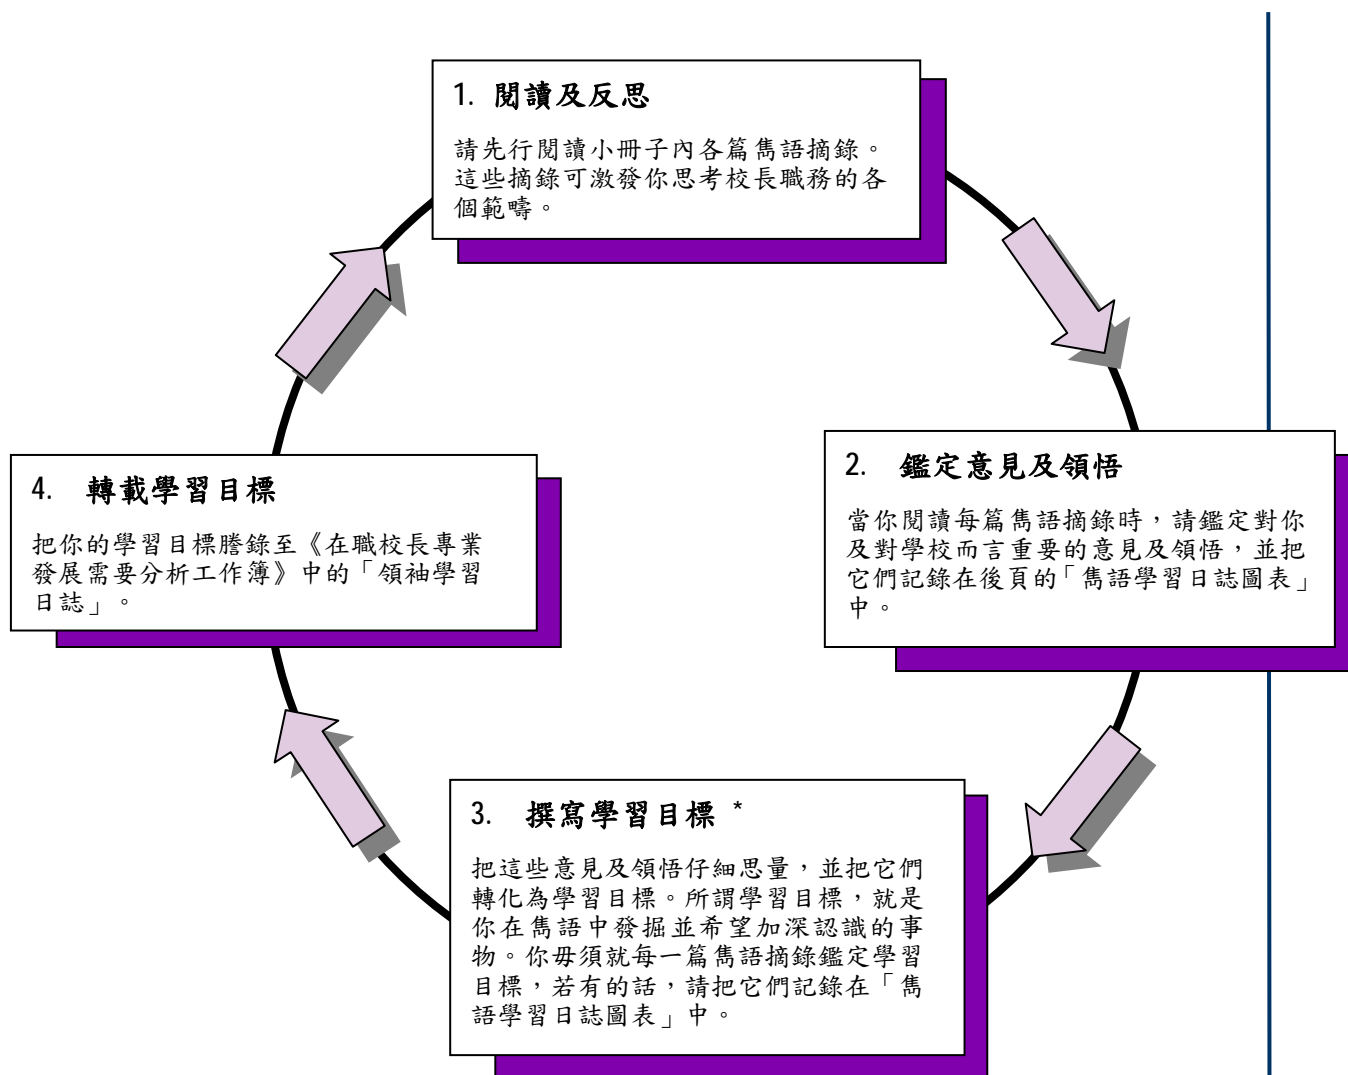 1. 閱讀及反思
請先行閱讀小冊子內各篇雋語摘錄。
這些摘錄可激發你思考校長職務的各
個範疇。
2. 鑑定意見及領悟
當你閱讀每篇雋語摘錄時，請鑑定對你
及對學校而言重要的意見及領悟，並把
它們記錄在後頁的「雋語學習日誌圖表」
中。
3. 撰寫學習目標 *
把這些意見及領悟仔細思量，並把它們
轉化為學習目標。所謂學習目標，就是
你在雋語中發掘並希望加深認識的事
物。你毋須就每一篇雋語摘錄鑑定學習
目標，若有的話，請把它們記錄在「雋
語學習日誌圖表」中。
4. 轉載學習目標
把你的學習目標謄錄至《在職校長專業
發展需要分析工作簿》中的「領袖學習
日誌」。